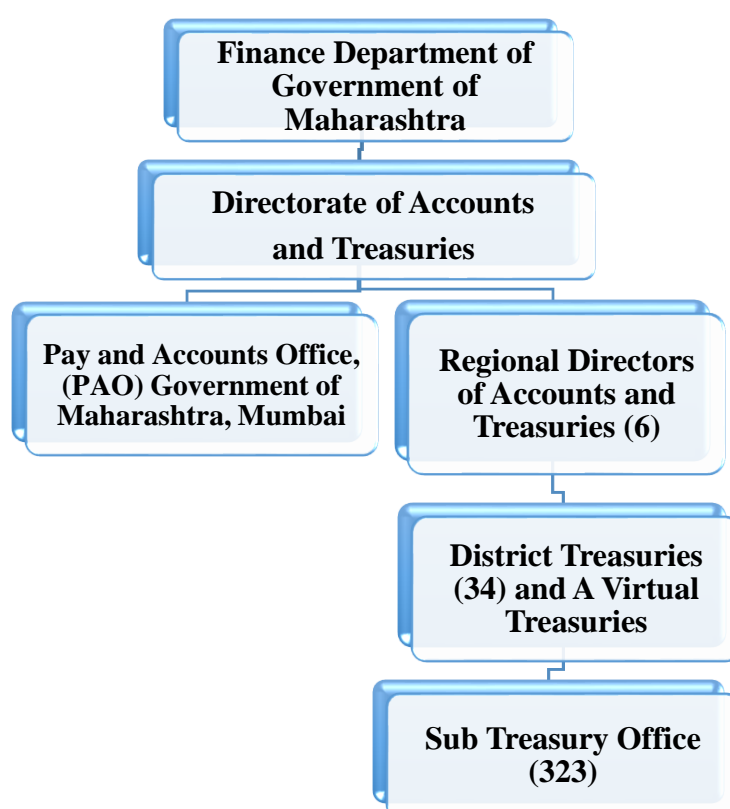 Finance Department of
Government of
Maharashtra
Directorate of Accounts
and Treasuries
Pay and Accounts Office,
(PAO) Government of
Maharashtra, Mumbai
Regional Directors
of Accounts and
Treasuries (6)
District Treasuries
(34) and A Virtual
Treasuries
Sub Treasury Office
(323)